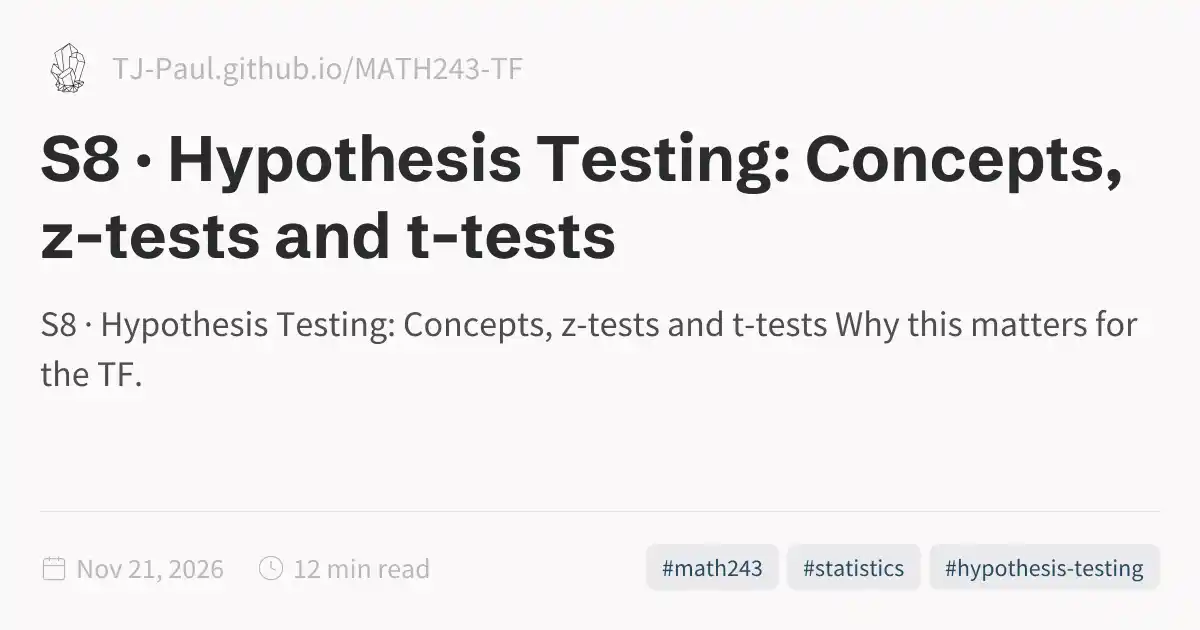 TJ-Paul.github.io/MATH243-TF
S8 · Hypothesis Testing: Concepts,
z-tests and t-tests
S8 · Hypothesis Testing: Concepts, z-tests and t-tests Why this matters for
the TF.
Nov 21, 2026 12 min read #math243 #statistics #hypothesis-testing